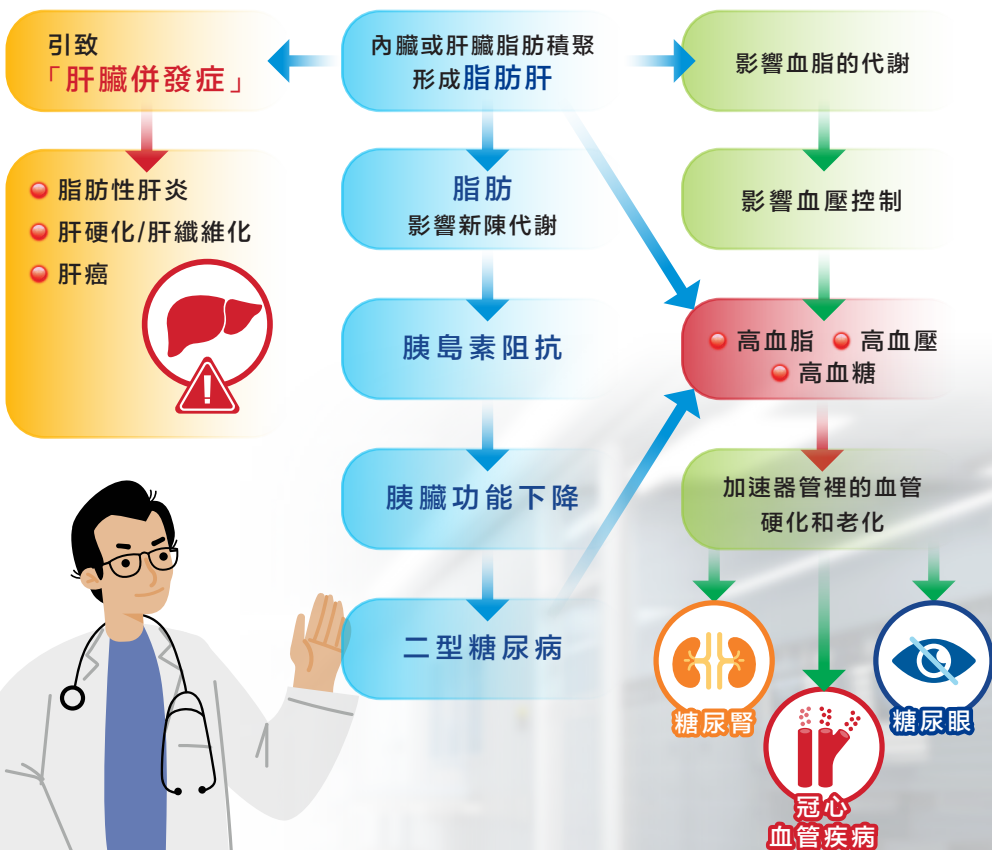 引致
「肝臟併發症」
脂肪性肝炎
肝硬化/肝纖維化
肝癌
內臟或肝臟脂肪積聚
形成脂肪肝
脂肪
影響新陳代謝
胰島素阻抗
胰臟功能下降
二型糖尿病
影響血脂的代謝
影響血壓控制
高血脂 高血壓
高血糖
加速器管裡的血管
硬化和老化
糖尿腎
冠心
血管疾病
糖尿眼